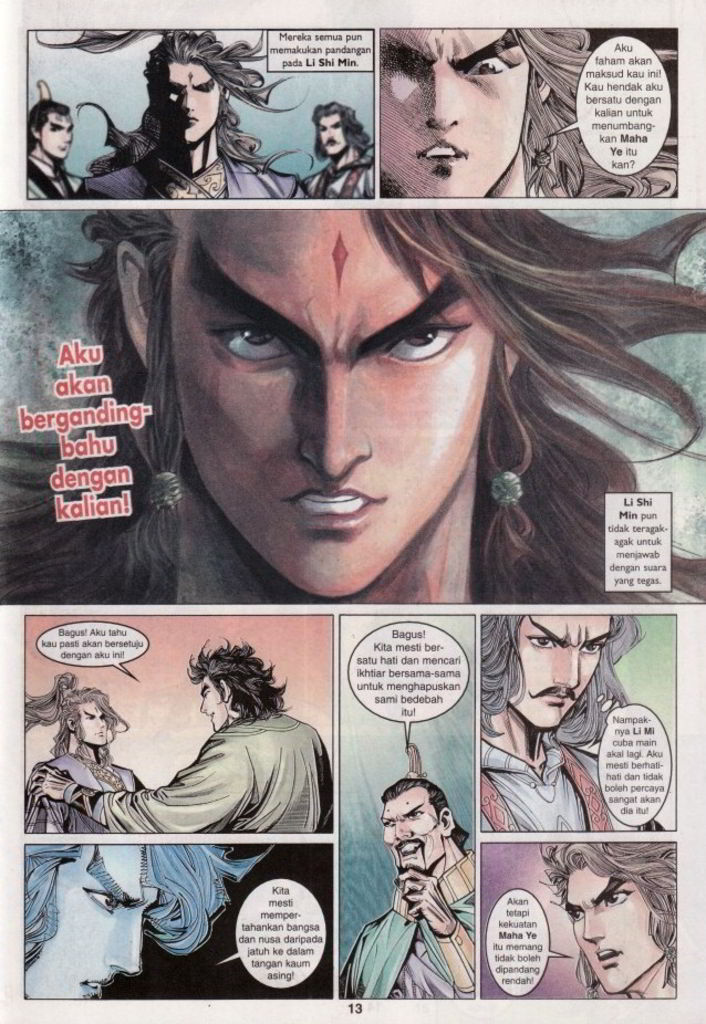 Mereka semua pun
memakukan pandangan
pada Li Shi Min.
Aku
faham akan
maksud kau ini!
Kau hendak aku
bersatu dengan
kalian untuk
menumbang-
kan Maha
Ye itu
kan?
Aku
akan
berganding-
bahu
dengan
kalian!
Li Shi
Min pun
tidak teragak-
agak untuk
menjawab
dengan suara
yang tegas.
Bagus! Aku tahu
kau pasti akan bersetuju
dengan aku ini!
Bagus!
Kita mesti ber-
satu hati dan mencari
ikhtiar bersama-sama
untuk menghapuskan
sami bedebah
itu!
Nampak-
nya Li Mi
cuba main
akal lagi. Aku
mesti berhati-
hati dan tidak
boleh percaya
sangat akan
dia itu!
Kita
mesti
memper-
tahankan bangsa
dan nusa daripada
jatuh ke dalam
tangan kaum
asing!
Akan
tetapi
kekuatan
Maha Ye
itu memang
tidak boleh
dipandang
rendah!
13